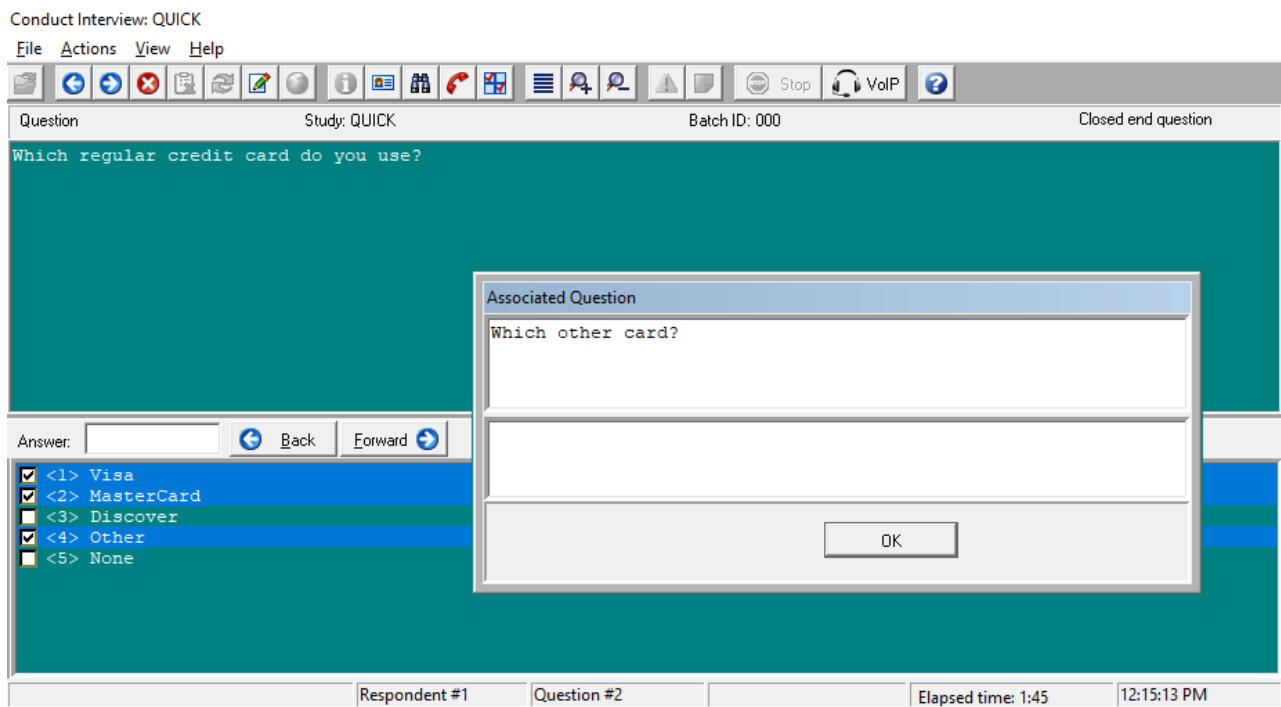 Conduct Interview: QUICK
File Actions View Help
Stop VoIP
Question Study: QUICK Batch ID: 000 Closed end question
Which regular credit card do you use?
Associated Question
Which other card?
Answer: Back Forward
<1> Visa
<2> MasterCard
<3> Discover
<4> Other
<5> None
OK
Respondent #1 Question #2 Elapsed time: 1:45 12:15:13 PM